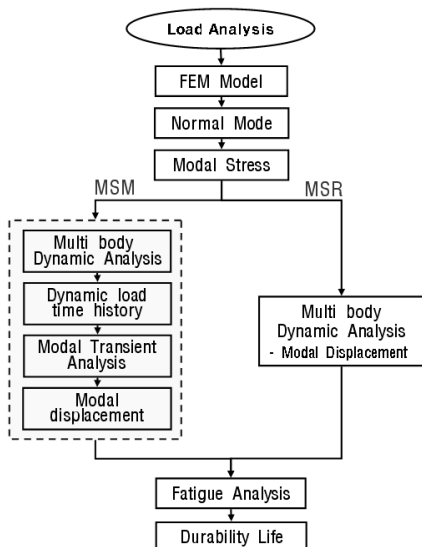 Load Analysis
FEM Model
Normal Mode
Modal Stress
MSM
MSR
Multi body
Dynamic Analysis
Dynamic load
time history
Modal Transient
Analysis
Modal
displacement
Multi body
Dynamic Analysis
- Modal Displacement
Fatigue Analysis
Durability Life